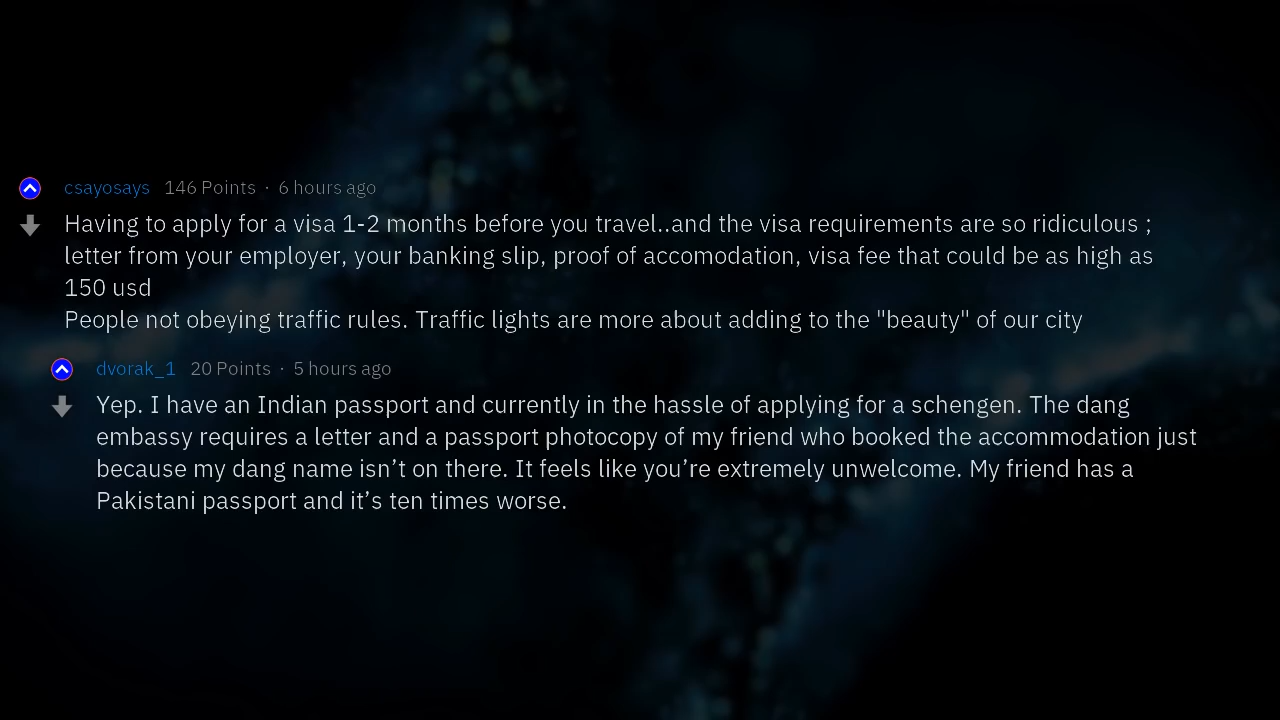 csayosays 146 Points · 6 hours ago
Having to apply for a visa 1-2 months before you travel..and the visa requirements are so ridiculous ;
letter from your employer, your banking slip, proof of accomodation, visa fee that could be as high as
150 usd
People not obeying traffic rules. Traffic lights are more about adding to the "beauty" of our city
dvorak_1 20 Points · 5 hours ago
Yep. I have an Indian passport and currently in the hassle of applying for a schengen. The dang
embassy requires a letter and a passport photocopy of my friend who booked the accommodation just
because my dang name isn’t on there. It feels like you’re extremely unwelcome. My friend has a
Pakistani passport and it’s ten times worse.